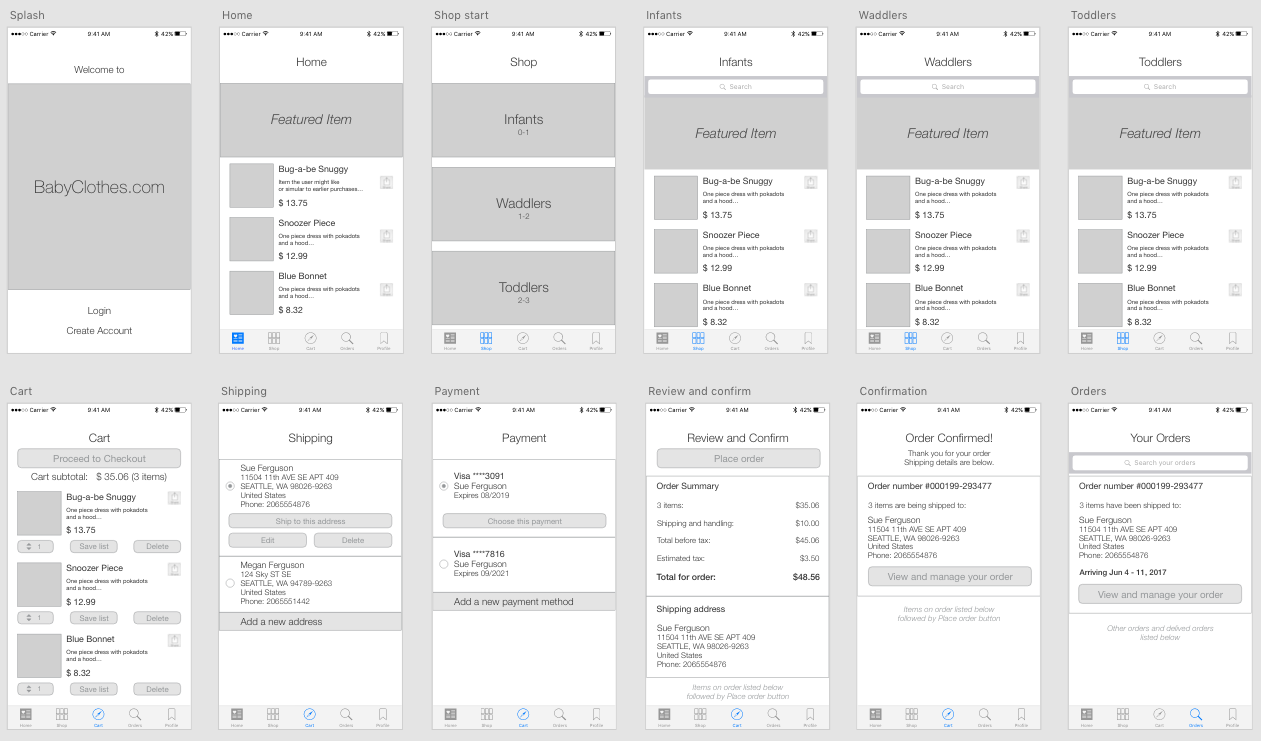 Splash
●●●○○ Carrier 9:41 AM 42%
Welcome to
BabyClothes.com
Login
Create Account
Home
●●●○○ Carrier 9:41 AM 42%
Home
Featured Item
Bug-a-be Snuggy
Item the user might like
or simular to earlier purchases...
$ 13.75
Snoozer Piece
One piece dress with pokadots
and a hood...
$ 12.99
Blue Bonnet
One piece dress with pokadots
and a hood...
$ 8.32
Home Shop Cart Orders Profile
Shop start
●●●○○ Carrier 9:41 AM 42%
Shop
Infants
0-1
Waddlers
1-2
Toddlers
2-3
Home Shop Cart Orders Profile
Infants
●●●○○ Carrier 9:41 AM 42%
Infants
Search
Featured Item
Bug-a-be Snuggy
One piece dress with pokadots
and a hood...
$ 13.75
Snoozer Piece
One piece dress with pokadots
and a hood...
$ 12.99
Blue Bonnet
One piece dress with pokadots
and a hood...
$ 8.32
Home Shop Cart Orders Profile
Waddlers
●●●○○ Carrier 9:41 AM 42%
Waddlers
Search
Featured Item
Bug-a-be Snuggy
One piece dress with pokadots
and a hood...
$ 13.75
Snoozer Piece
One piece dress with pokadots
and a hood...
$ 12.99
Blue Bonnet
One piece dress with pokadots
and a hood...
$ 8.32
Home Shop Cart Orders Profile
Toddlers
●●●○○ Carrier 9:41 AM 42%
Toddlers
Search
Featured Item
Bug-a-be Snuggy
One piece dress with pokadots
and a hood...
$ 13.75
Snoozer Piece
One piece dress with pokadots
and a hood...
$ 12.99
Blue Bonnet
One piece dress with pokadots
and a hood...
$ 8.32
Home Shop Cart Orders Profile
Cart
●●●○○ Carrier 9:41 AM 42%
Cart
Proceed to Checkout
Cart subtotal: $ 35.06 (3 items)
Bug-a-be Snuggy
One piece dress with pokadots
and a hood...
$ 13.75
1 Save list Delete
Snoozer Piece
One piece dress with pokadots
and a hood...
$ 12.99
1 Save list Delete
Blue Bonnet
One piece dress with pokadots
and a hood...
$ 8.32
1 Save list Delete
Home Shop Cart Orders Profile
Shipping
●●●○○ Carrier 9:41 AM 42%
Shipping
Sue Ferguson
11504 11th AVE SE APT 409
SEATTLE, WA 98026-9263
United States
Phone: 2065554876
Ship to this address
Edit Delete
Megan Ferguson
124 Sky ST SE
SEATTLE, WA 94789-9263
United States
Phone: 2065551442
Add a new address
Home Shop Cart Orders Profile
Payment
●●●○○ Carrier 9:41 AM 42%
Payment
Visa ****3091
Sue Ferguson
Expires 08/2019
Choose this payment
Visa ****7816
Sue Ferguson
Expires 09/2021
Add a new payment method
Home Shop Cart Orders Profile
Review and confirm
●●●○○ Carrier 9:41 AM 42%
Review and Confirm
Place order
Order Summary
3 items: $35.06
Shipping and handling: $10.00
Total before tax: $45.06
Estimated tax: $3.50
Total for order: $48.56
Shipping address
Sue Ferguson
11504 11th AVE SE APT 409
SEATTLE, WA 98026-9263
United States
Phone: 2065554876
Items on order listed below
followed by Place order button
Home Shop Cart Orders Profile
Confirmation
●●●○○ Carrier 9:41 AM 42%
Order Confirmed!
Thank you for your order
Shipping details are below.
Order number #000199-293477
3 items are being shipped to:
Sue Ferguson
11504 11th AVE SE APT 409
SEATTLE, WA 98026-9263
United States
Phone: 2065554876
View and manage your order
Items on order listed below
followed by Place order button
Home Shop Cart Orders Profile
Orders
●●●○○ Carrier 9:41 AM 42%
Your Orders
Search your orders
Order number #000199-293477
3 items have been shipped to:
Sue Ferguson
11504 11th AVE SE APT 409
SEATTLE, WA 98026-9263
United States
Phone: 2065554876
Arriving Jun 4 - 11, 2017
View and manage your order
Other orders and delived orders
listed below
Home Shop Cart Orders Profile